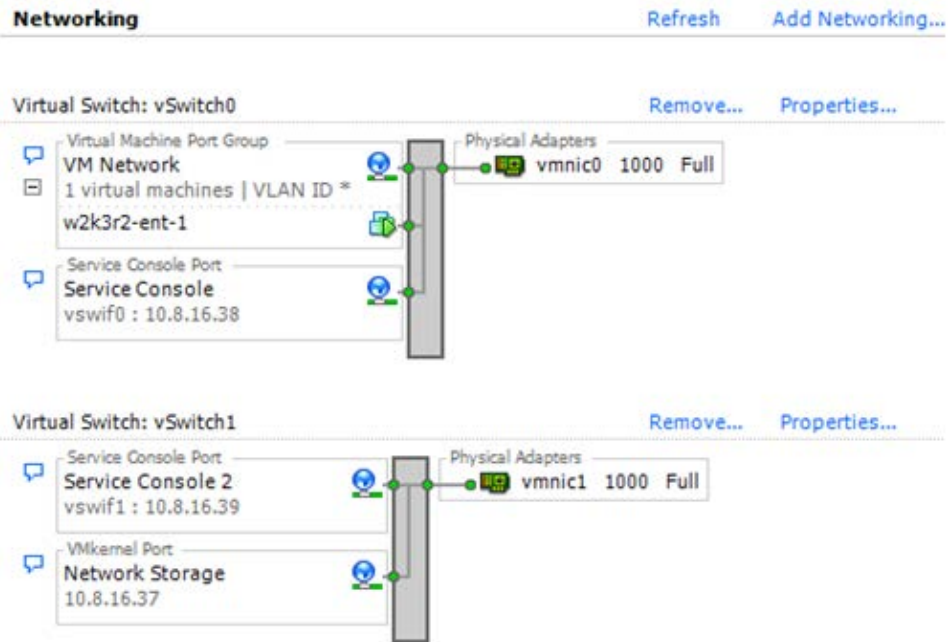 Networking Refresh Add Networking...
Virtual Switch: vSwitch0 Remove... Properties...
Virtual Machine Port Group Physical Adapters
VM Network vmnic0 1000 Full
1 virtual machines | VLAN ID *
w2k3r2-ent-1
Service Console Port
Service Console
vswif0 : 10.8.16.38
Virtual Switch: vSwitch1 Remove... Properties...
Service Console Port Physical Adapters
Service Console 2 vmnic1 1000 Full
vswif1 : 10.8.16.39
VMkernel Port
Network Storage
10.8.16.37